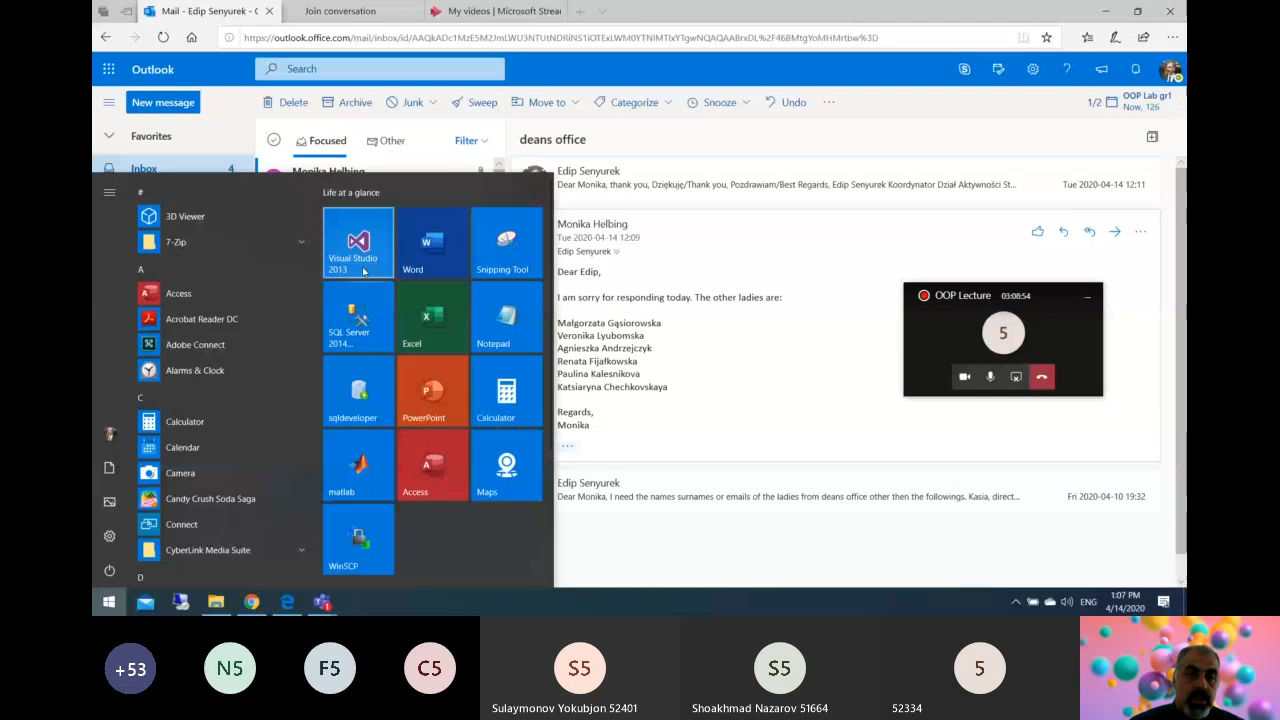 Mail - Edip Senyurek - O
Join conversation
My videos | Microsoft Strea
https://outlook.office.com/mail/inbox/id/AAQkADc1MzE5M2JmLWU3NTUtNDRiNS1iOTExLWM0YTNiMTIxYTgwNQAQAABrxDL%2F46BMtgYoMHMrtbw%3D
Outlook
Search
New message
Delete
Archive
Junk
Sweep
Move to
Categorize
Snooze
Undo
1/2
OOP Lab gr1
Now, 126
Favorites
Focused
Other
Filter
deans office
Inbox 4
Monika Helbing
Edip Senyurek
Dear Monika, thank you, Dziękuję/Thank you, Pozdrawiam/Best Regards, Edip Senyurek Koordynator Dział Aktywności St... Tue 2020-04-14 12:11
Monika Helbing
Tue 2020-04-14 12:09
Edip Senyurek
Dear Edip,
I am sorry for responding today. The other ladies are:
Małgorzata Gąsiorowska
Veronika Lyubomska
Agnieszka Andrzejczyk
Renata Fijałkowska
Paulina Kalesnikova
Katsiaryna Chechkovskaya
Regards,
Monika
Edip Senyurek
Dear Monika, I need the names surnames or emails of the ladies from deans office other then the followings. Kasia, direct... Fri 2020-04-10 19:32
#
3D Viewer
7-Zip
A
Access
Acrobat Reader DC
Adobe Connect
Alarms & Clock
C
Calculator
Calendar
Camera
Candy Crush Soda Saga
Connect
CyberLink Media Suite
D
Life at a glance
Visual Studio
2013
Word
Snipping Tool
SQL Server
2014...
Excel
Notepad
sqldeveloper
PowerPoint
Calculator
matlab
Access
Maps
WinSCP
OOP Lecture 03:08:54
5
ENG
1:07 PM
4/14/2020
+53
N5
F5
C5
S5
Sulaymonov Yokubjon 52401
S5
Shoakhmad Nazarov 51664
5
52334